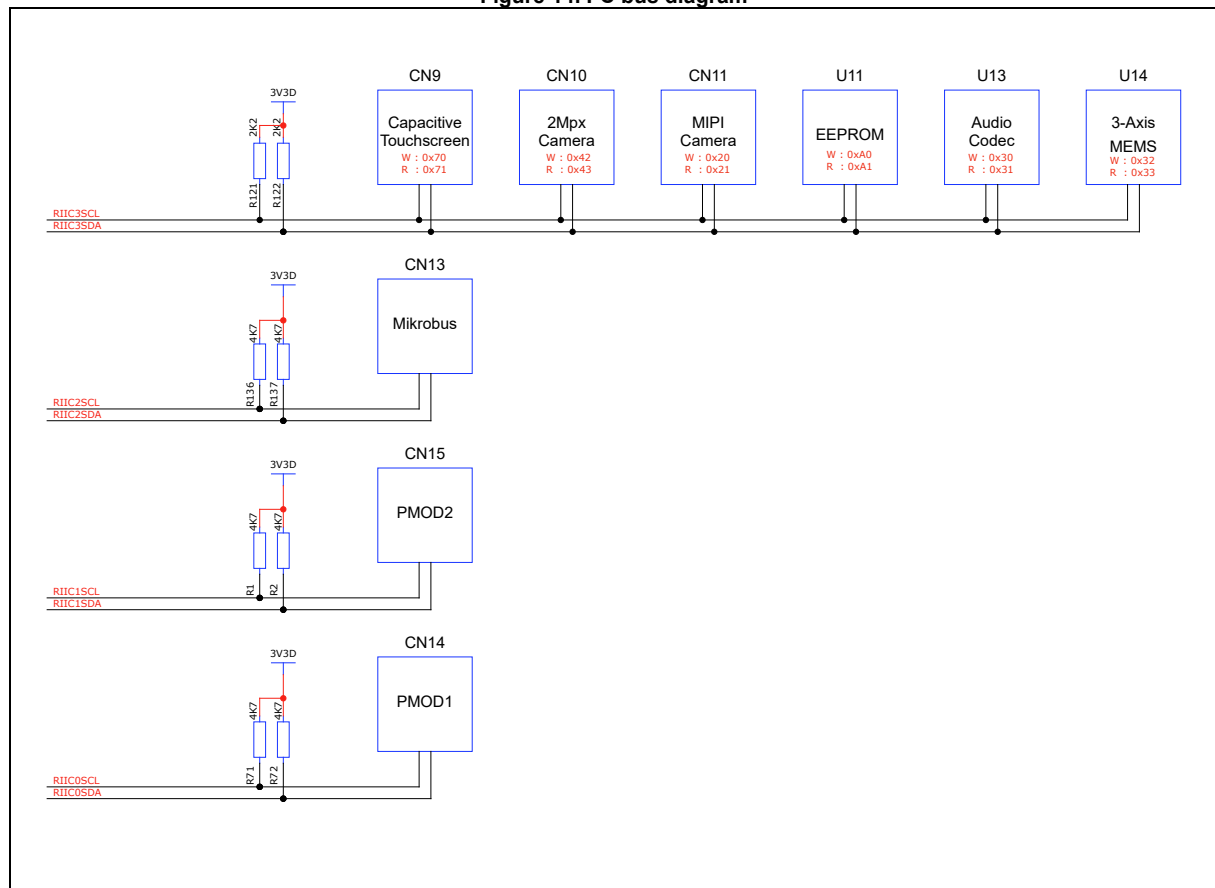 CN9
CN10
CN11
U11
U13
U14
3V3D
2K2
2K2
R121
R122
Capacitive
Touchscreen
W : 0x70
R : 0x71
2Mpx
Camera
W : 0x42
R : 0x43
MIPI
Camera
W : 0x20
R : 0x21
EEPROM
W : 0xA0
R : 0xA1
Audio
Codec
W : 0x30
R : 0x31
3-Axis
MEMS
W : 0x32
R : 0x33
RIIC3SCL
RIIC3SDA
CN13
3V3D
4K7
4K7
R136
R137
Mikrobus
RIIC2SCL
RIIC2SDA
CN15
3V3D
4K7
4K7
R1
R2
PMOD2
RIIC1SCL
RIIC1SDA
CN14
3V3D
4K7
4K7
R71
R72
PMOD1
RIIC0SCL
RIIC0SDA